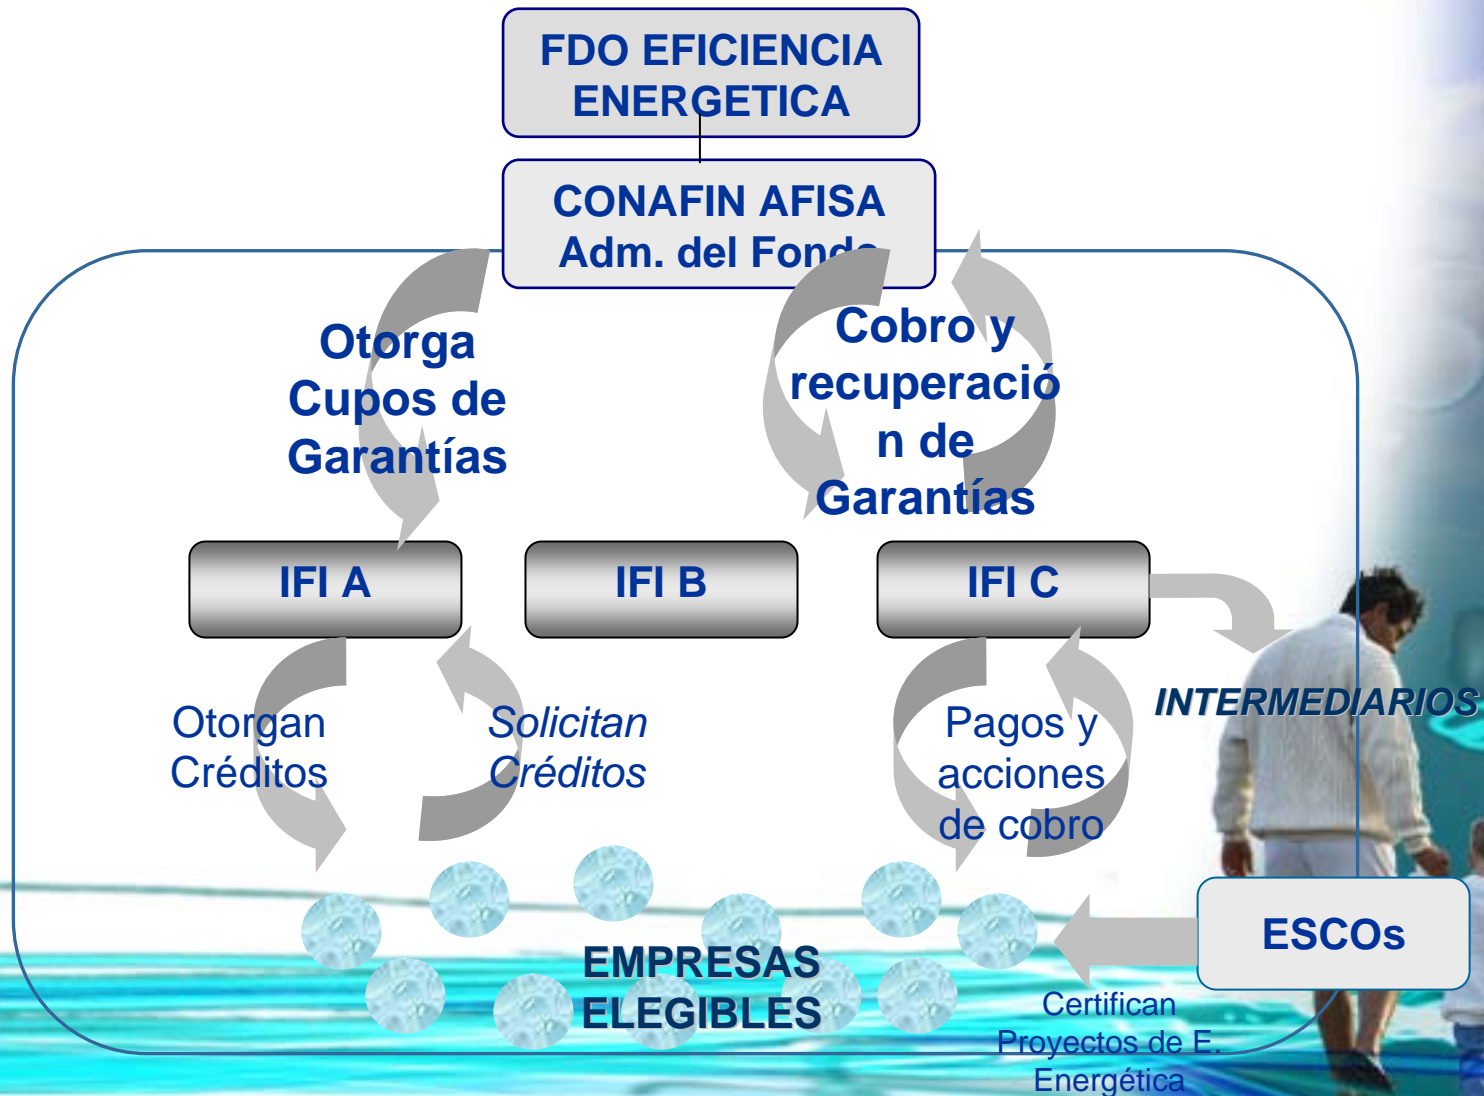 FDO EFICIENCIA
ENERGETICA
CONAFIN AFISA
Adm. del Fondo
Otorga
Cupos de
Garantías
Cobro y
recuperació
n de
Garantías
IFI A
IFI B
IFI C
INTERMEDIARIOS
Otorgan
Créditos
Solicitan
Créditos
Pagos y
acciones
de cobro
EMPRESAS
ELEGIBLES
ESCOs
Certifican
Proyectos de E.
Energética